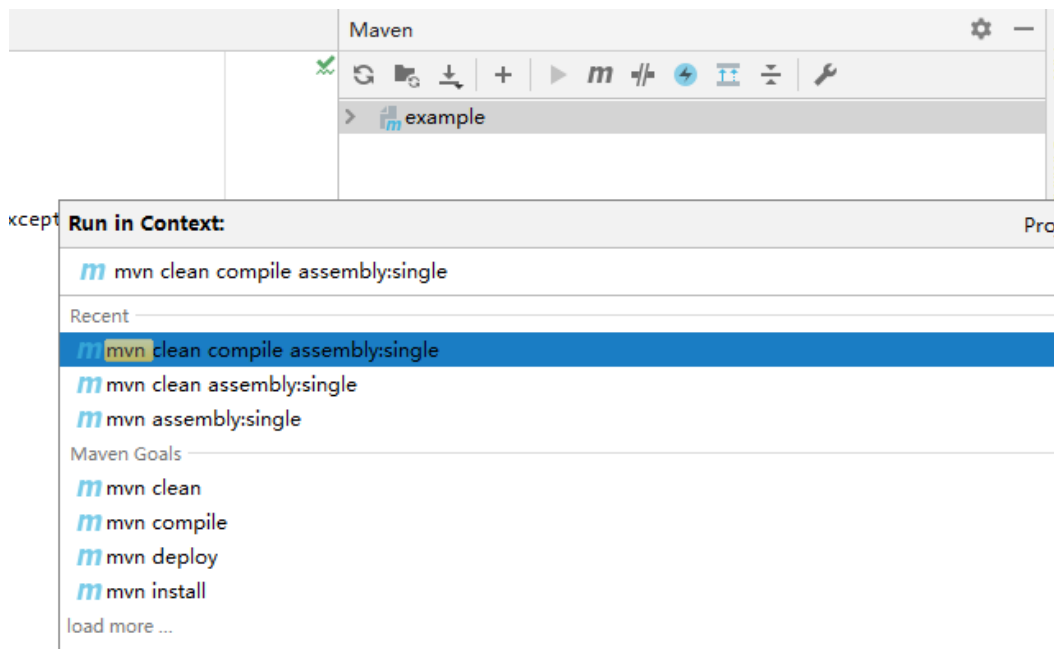 Maven
m
example
xcept
Run in Context:
Pro
m mvn clean compile assembly:single
Recent
m mvn clean compile assembly:single
m mvn clean assembly:single
m mvn assembly:single
Maven Goals
m mvn clean
m mvn compile
m mvn deploy
m mvn install
load more ...